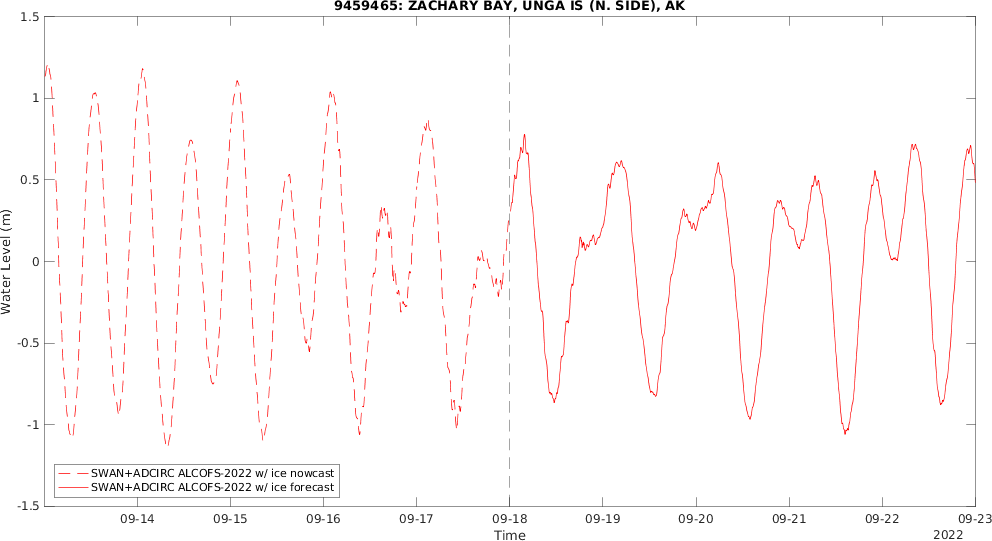 9459465: ZACHARY BAY, UNGA IS (N. SIDE), AK
1.5
1
0.5
0
-0.5
-1
-1.5
Water Level (m)
SWAN+ADCIRC ALCOFS-2022 w/ ice nowcast
SWAN+ADCIRC ALCOFS-2022 w/ ice forecast
09-14 09-15 09-16 09-17 09-18 09-19 09-20 09-21 09-22 09-23
Time
2022